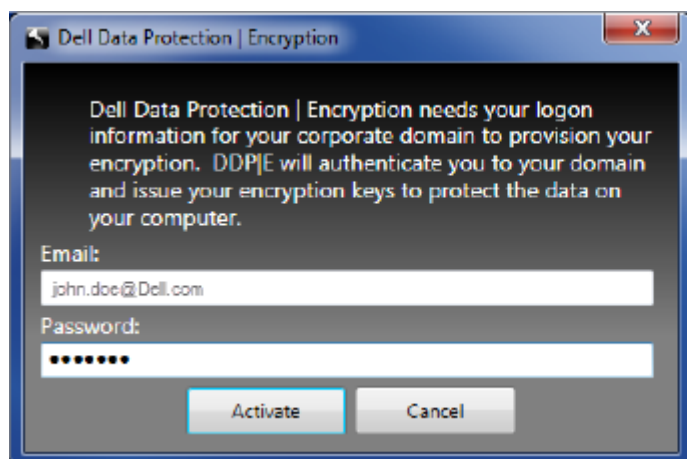 Dell Data Protection | Encryption
Dell Data Protection | Encryption needs your logon
information for your corporate domain to provision your
encryption.  DDP|E will authenticate you to your domain
and issue your encryption keys to protect the data on
your computer.
Email:
john.doe@Dell.com
Password:
•••••••
Activate
Cancel